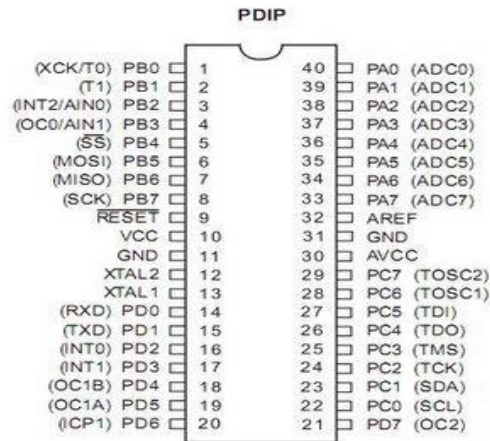 PDIP
(XCK/T0) PB0 1 40 PA0 (ADC0)
(T1) PB1 2 39 PA1 (ADC1)
(INT2/AIN0) PB2 3 38 PA2 (ADC2)
(OC0/AIN1) PB3 4 37 PA3 (ADC3)
(SS) PB4 5 36 PA4 (ADC4)
(MOSI) PB5 6 35 PA5 (ADC5)
(MISO) PB6 7 34 PA6 (ADC6)
(SCK) PB7 8 33 PA7 (ADC7)
RESET 9 32 AREF
VCC 10 31 GND
GND 11 30 AVCC
XTAL2 12 29 PC7 (TOSC2)
XTAL1 13 28 PC6 (TOSC1)
(RXD) PD0 14 27 PC5 (TDI)
(TXD) PD1 15 26 PC4 (TDO)
(INT0) PD2 16 25 PC3 (TMS)
(INT1) PD3 17 24 PC2 (TCK)
(OC1B) PD4 18 23 PC1 (SDA)
(OC1A) PD5 19 22 PC0 (SCL)
(ICP1) PD6 20 21 PD7 (OC2)